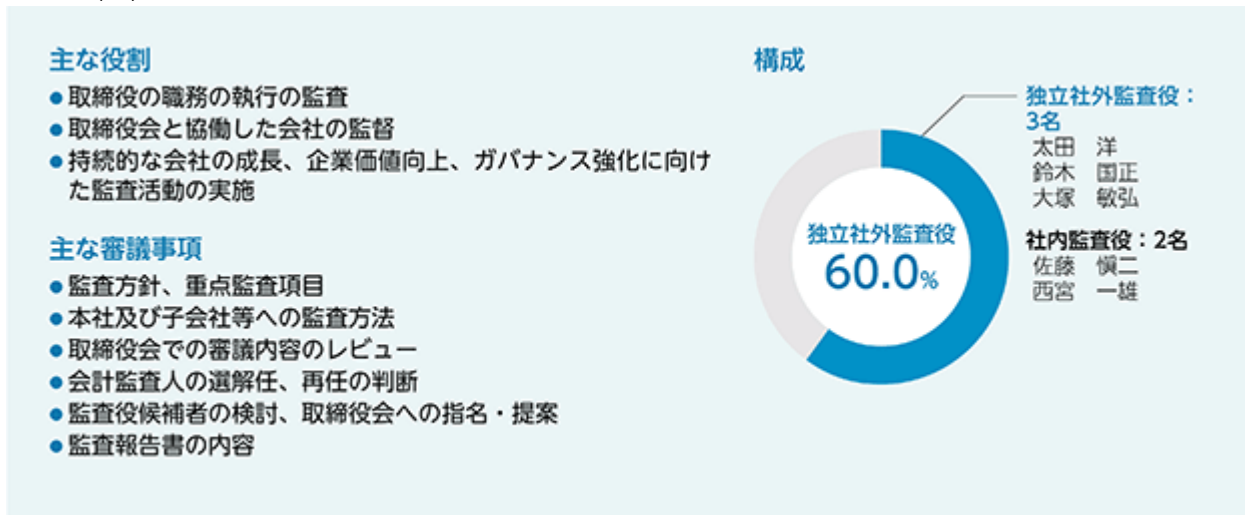 主な役割
●取締役の職務の執行の監査
●取締役会と協働した会社の監督
●持続的な会社の成長、企業価値向上、ガバナンス強化に向け
た監査活動の実施
主な審議事項
●監査方針、重点監査項目
●本社及び子会社等への監査方法
●取締役会での審議内容のレビュー
●会計監査人の選解任、再任の判断
●監査役候補者の検討、取締役会への指名・提案
●監査報告書の内容
構成
独立社外監査役
60.0%
独立社外監査役：
3名
太田　洋
鈴木　国正
大塚　敏弘
社内監査役：2名
佐藤　愼二
西宮　一雄